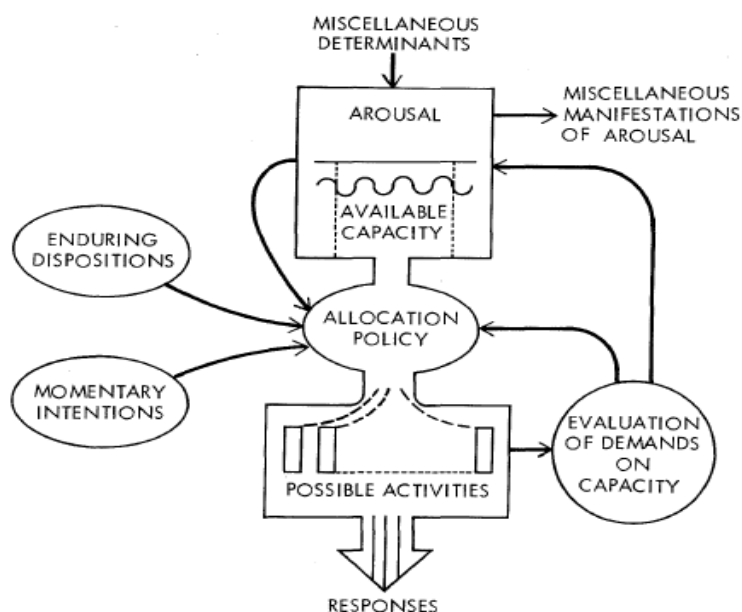 MISCELLANEOUS
DETERMINANTS
AROUSAL
MISCELLANEOUS
MANIFESTATIONS
OF AROUSAL
AVAILABLE
CAPACITY
ENDURING
DISPOSITIONS
ALLOCATION
POLICY
MOMENTARY
INTENTIONS
EVALUATION
OF DEMANDS
ON
CAPACITY
POSSIBLE ACTIVITIES
RESPONSES